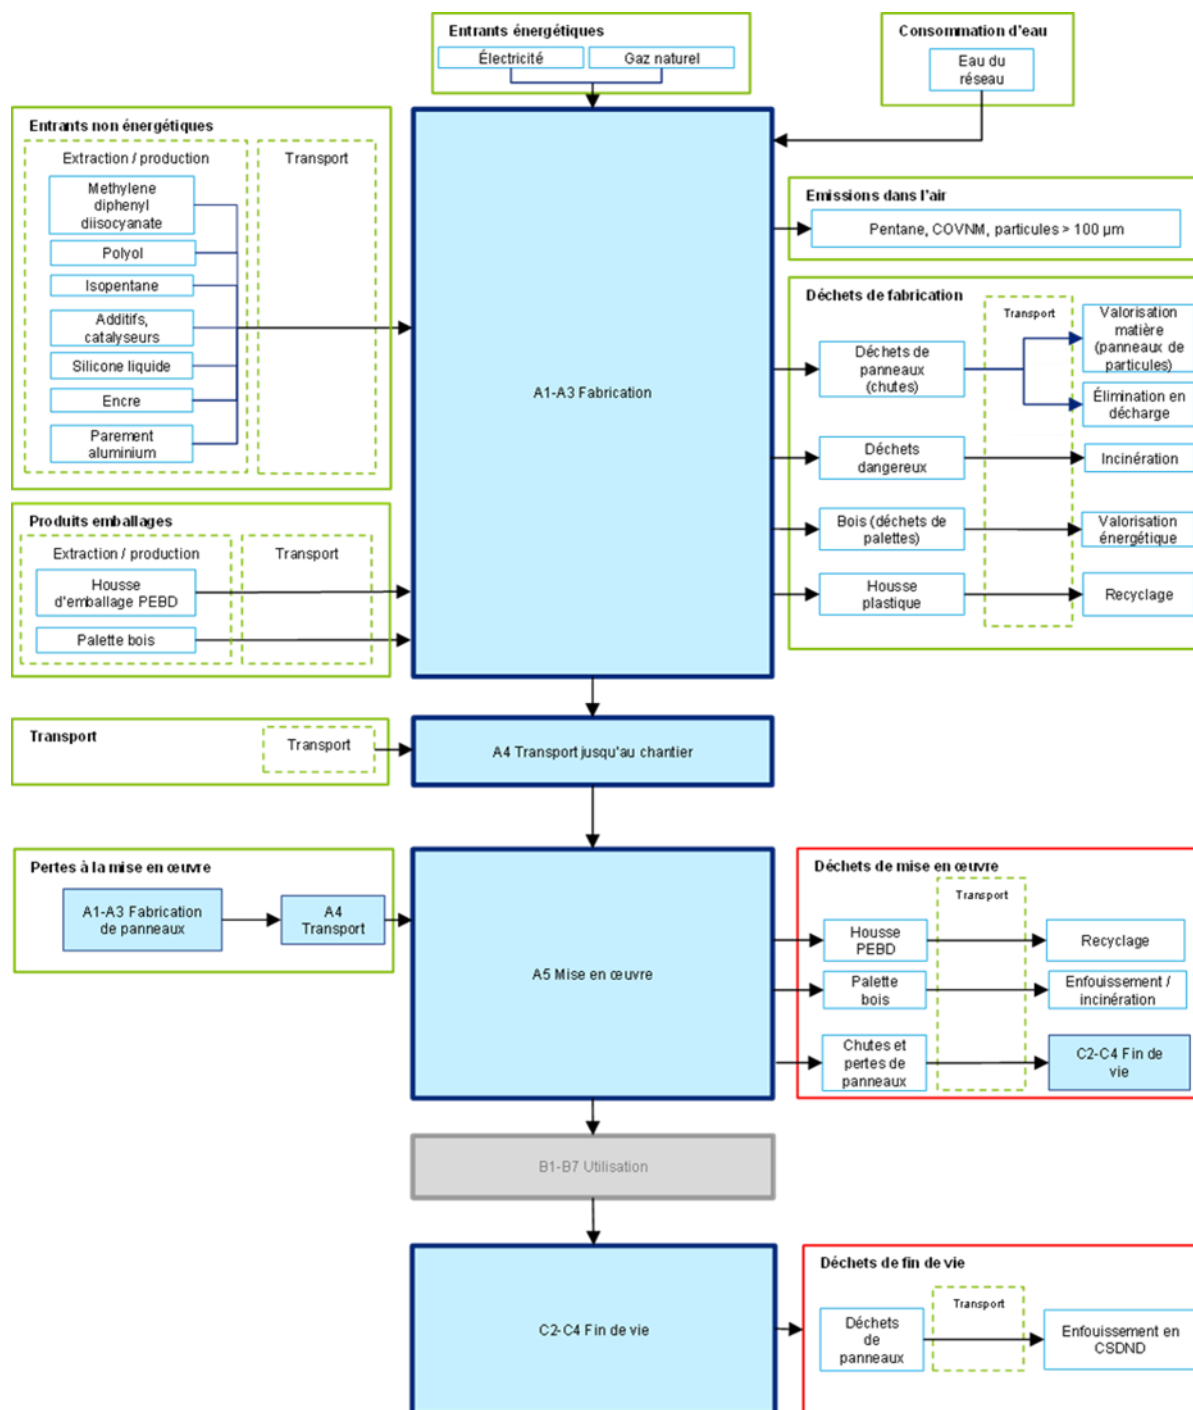 Entrants énergétiques
Électricité
Gaz naturel
Consommation d'eau
Eau du
réseau
Entrants non énergétiques
Extraction / production
Transport
Methylene
diphenyl
diisocyanate
Polyol
Isopentane
Additifs,
catalyseurs
Silicone liquide
Encre
Parement
aluminium
A1-A3 Fabrication
Emissions dans l'air
Pentane, COVNM, particules > 100 µm
Déchets de fabrication
Transport
Déchets de
panneaux
(chutes)
Valorisation
matière
(panneaux de
particules)
Élimination en
décharge
Déchets
dangereux
Incinération
Bois (déchets de
palettes)
Valorisation
énergétique
Housse
plastique
Recyclage
Produits emballages
Extraction / production
Transport
Housse
d'emballage PEBD
Palette bois
Transport
Transport
A4 Transport jusqu'au chantier
Pertes à la mise en œuvre
A1-A3 Fabrication
de panneaux
A4
Transport
A5 Mise en œuvre
Déchets de mise en œuvre
Transport
Housse
PEBD
Recyclage
Palette
bois
Enfouissement /
incinération
Chutes et
pertes de
panneaux
C2-C4 Fin de
vie
B1-B7 Utilisation
C2-C4 Fin de vie
Déchets de fin de vie
Transport
Déchets
de
panneaux
Enfouissement en
CSDND